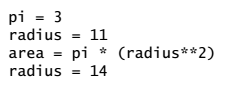 pi = 3
radius = 11
area = pi * (radius**2)
radius = 14